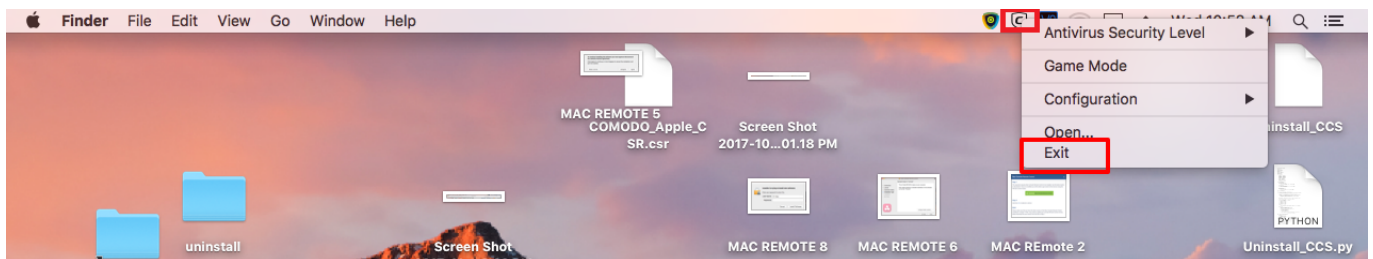 Finder File Edit View Go Window Help
Antivirus Security Level
Game Mode
Configuration
Open...
Exit
MAC REMOTE 5
COMODO_Apple_C
SR.csr
Screen Shot
2017-10...01.18 PM
install_CCS
uninstall
Screen Shot
MAC REMOTE 8
MAC REMOTE 6
MAC REmote 2
PYTHON
Uninstall_CCS.py